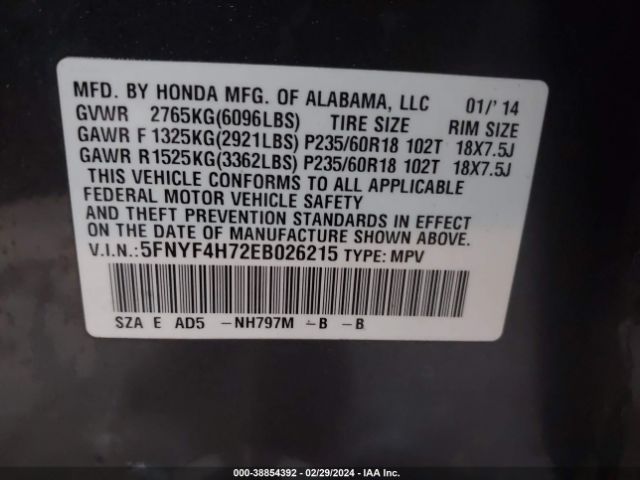 MFD. BY HONDA MFG. OF ALABAMA, LLC 01/'14
GVWR 2765KG(6096LBS) TIRE SIZE RIM SIZE
GAWR F 1325KG(2921LBS) P235/60R18 102T 18X7.5J
GAWR R1525KG(3362LBS) P235/60R18 102T 18X7.5J
THIS VEHICLE CONFORMS TO ALL APPLICABLE
FEDERAL MOTOR VEHICLE SAFETY
AND THEFT PREVENTION STANDARDS IN EFFECT
ON THE DATE OF MANUFACTURE SHOWN ABOVE.
V.I.N.:5FNYF4H72EB026215 TYPE: MPV
SZA E AD5 -NH797M -B -B
000-38854392 - 02/29/2024 - IAA Inc.